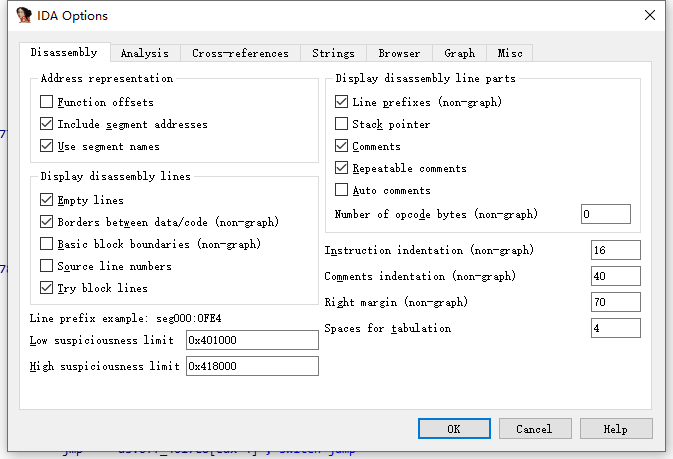 IDA Options
Disassembly Analysis Cross-references Strings Browser Graph Misc
Address representation
Function offsets
Include segment addresses
Use segment names
Display disassembly lines
Empty lines
Borders between data/code (non-graph)
Basic block boundaries (non-graph)
Source line numbers
Try block lines
Line prefix example: seg000:0FE4
Low suspiciousness limit 0x401000
High suspiciousness limit 0x418000
Display disassembly line parts
Line prefixes (non-graph)
Stack pointer
Comments
Repeatable comments
Auto comments
Number of opcode bytes (non-graph) 0
Instruction indentation (non-graph) 16
Comments indentation (non-graph) 40
Right margin (non-graph) 70
Spaces for tabulation 4
OK Cancel Help